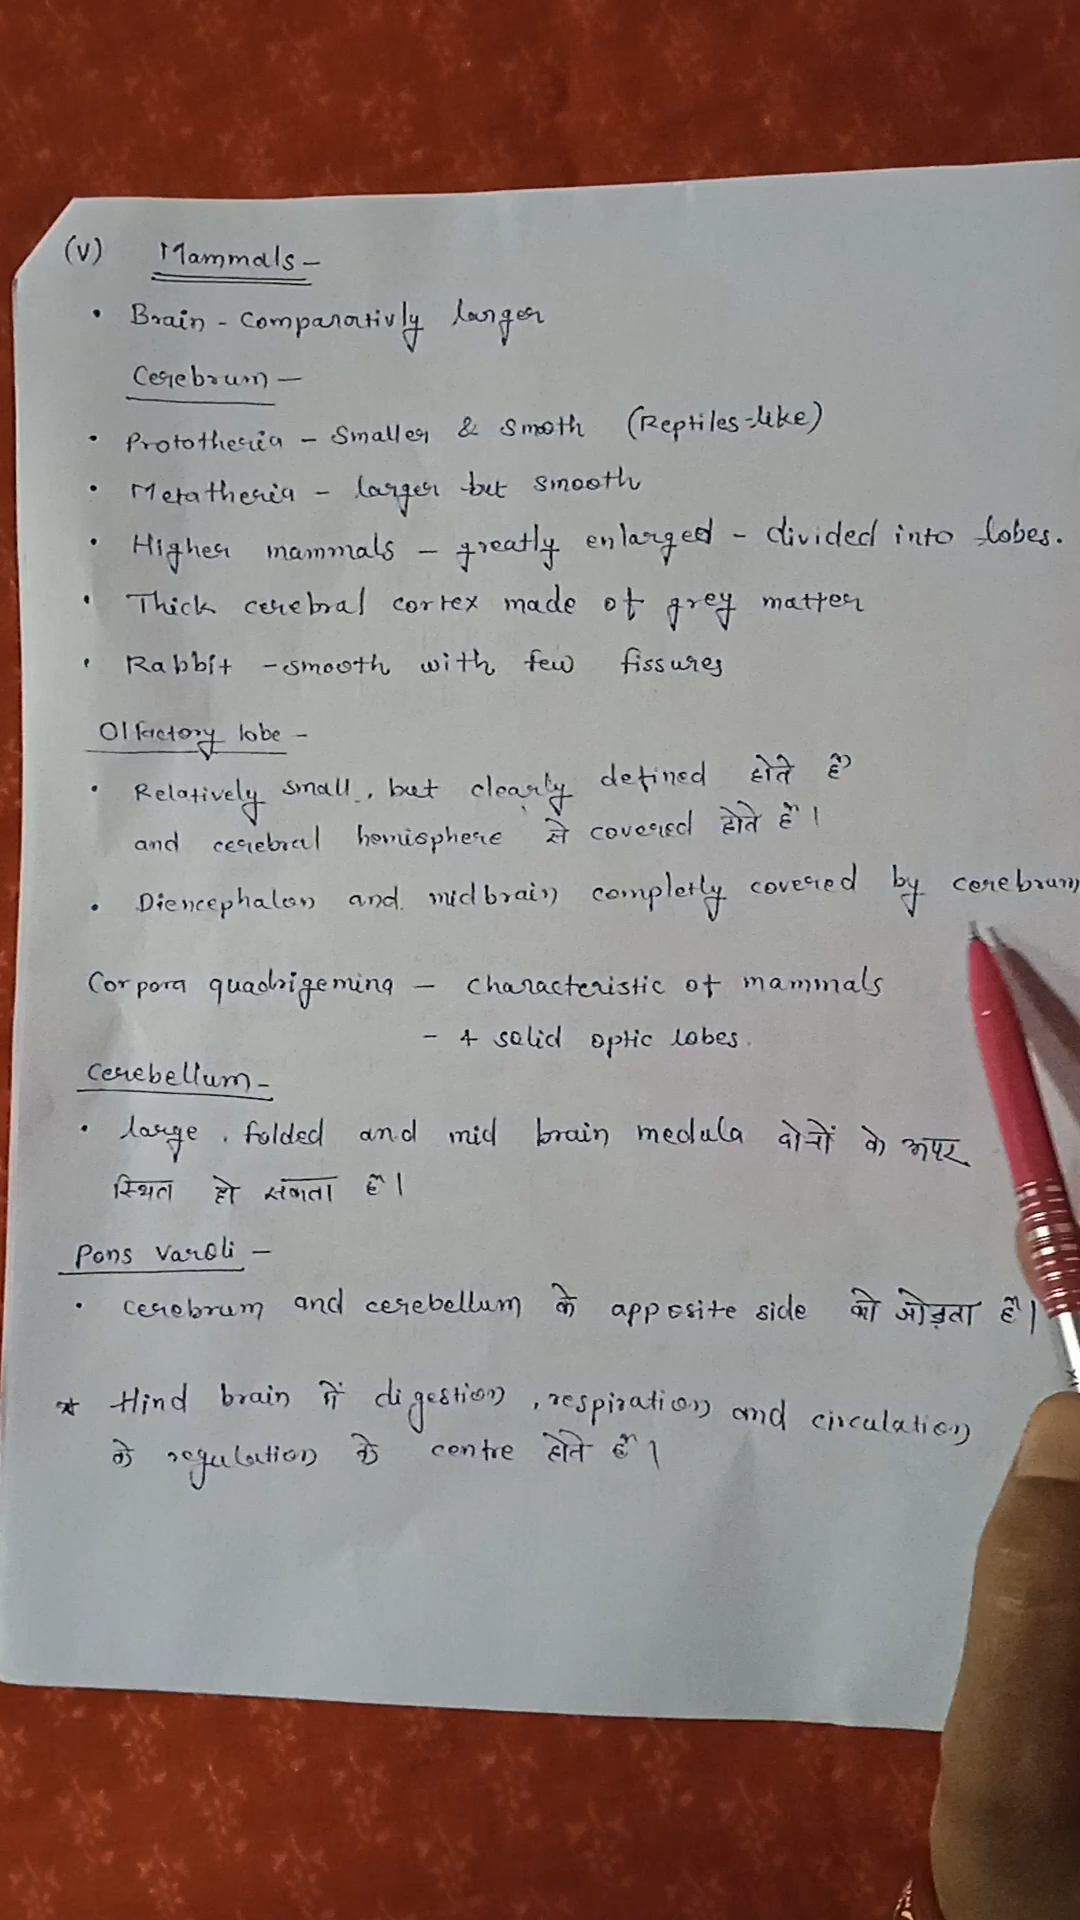 (V) Mammals -
• Brain - Comparativly larger
Cerebrum -
• Prototheria - Smaller & smooth (Reptiles-like)
• Metatheria - larger but smooth
• Higher mammals - greatly enlarged - divided into lobes.
• Thick cerebral cortex made of grey matter
• Rabbit - smooth with few fissures
Olfactory lobe -
• Relatively small, but clearly defined होते है
and cerebral hemisphere से covered होते हैं।
• Diencephalon and midbrain completly covered by cerebrum
Corpora quadrigemina - characteristic of mammals
- 4 solid optic lobes.
Cerebellum -
• large, folded and mid brain medula दोनों के ऊपर
स्थित हो सकता हैं।
Pons Varoli -
• cerebrum and cerebellum के opposite side को जोड़ता हैं।
* Hind brain में digestion, respiration and circulation
के regulation के centre होते हैं।